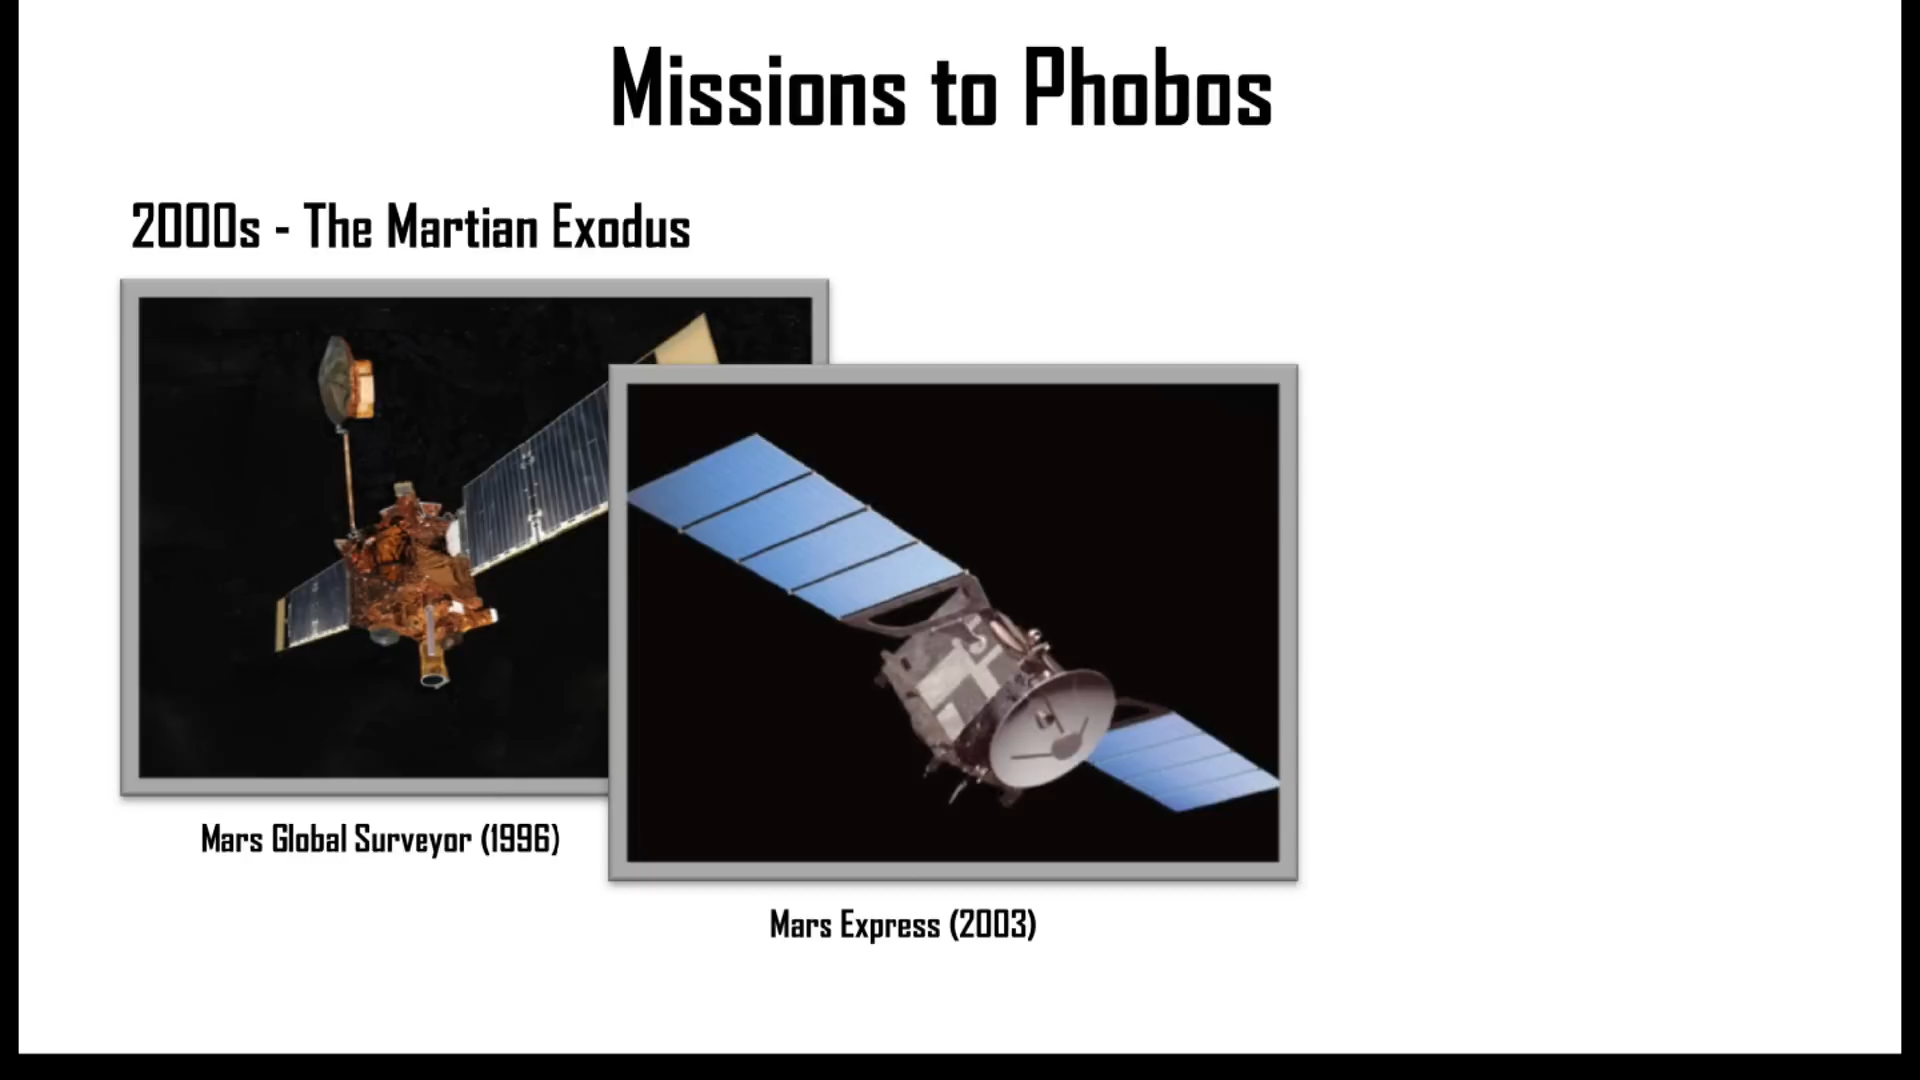 Missions to Phobos
2000s - The Martian Exodus
Mars Global Surveyor (1996)
Mars Express (2003)